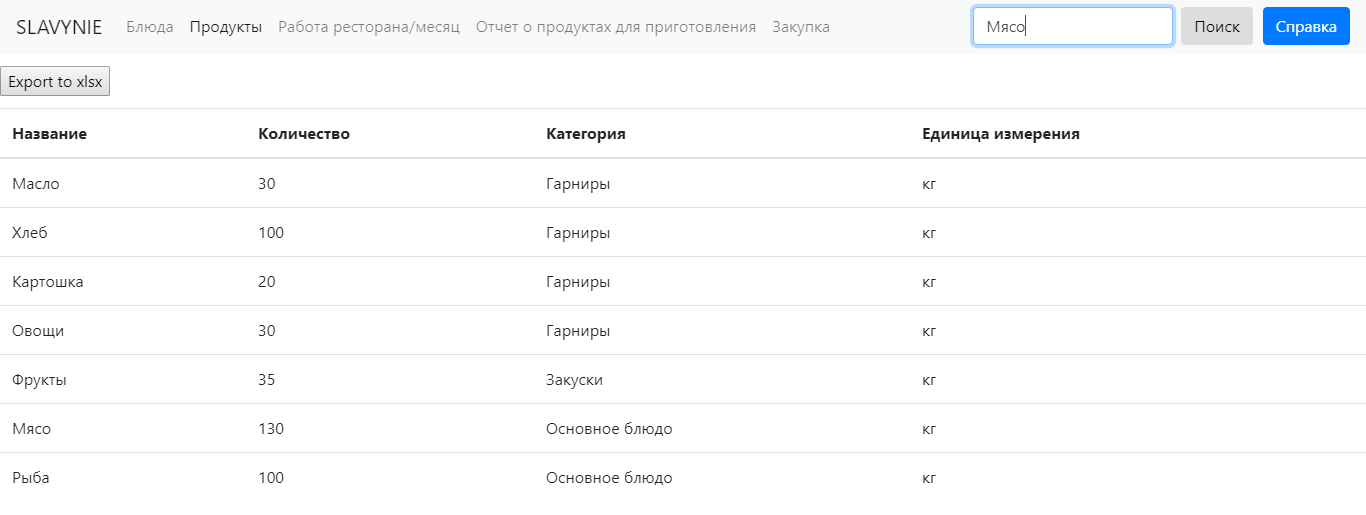 SLAVYNIE Блюда Продукты Работа ресторана/месяц Отчет о продуктах для приготовления Закупка Мясо Поиск Справка
Export to xlsx
Название Количество Категория Единица измерения
Масло 30 Гарниры кг
Хлеб 100 Гарниры кг
Картошка 20 Гарниры кг
Овощи 30 Гарниры кг
Фрукты 35 Закуски кг
Мясо 130 Основное блюдо кг
Рыба 100 Основное блюдо кг